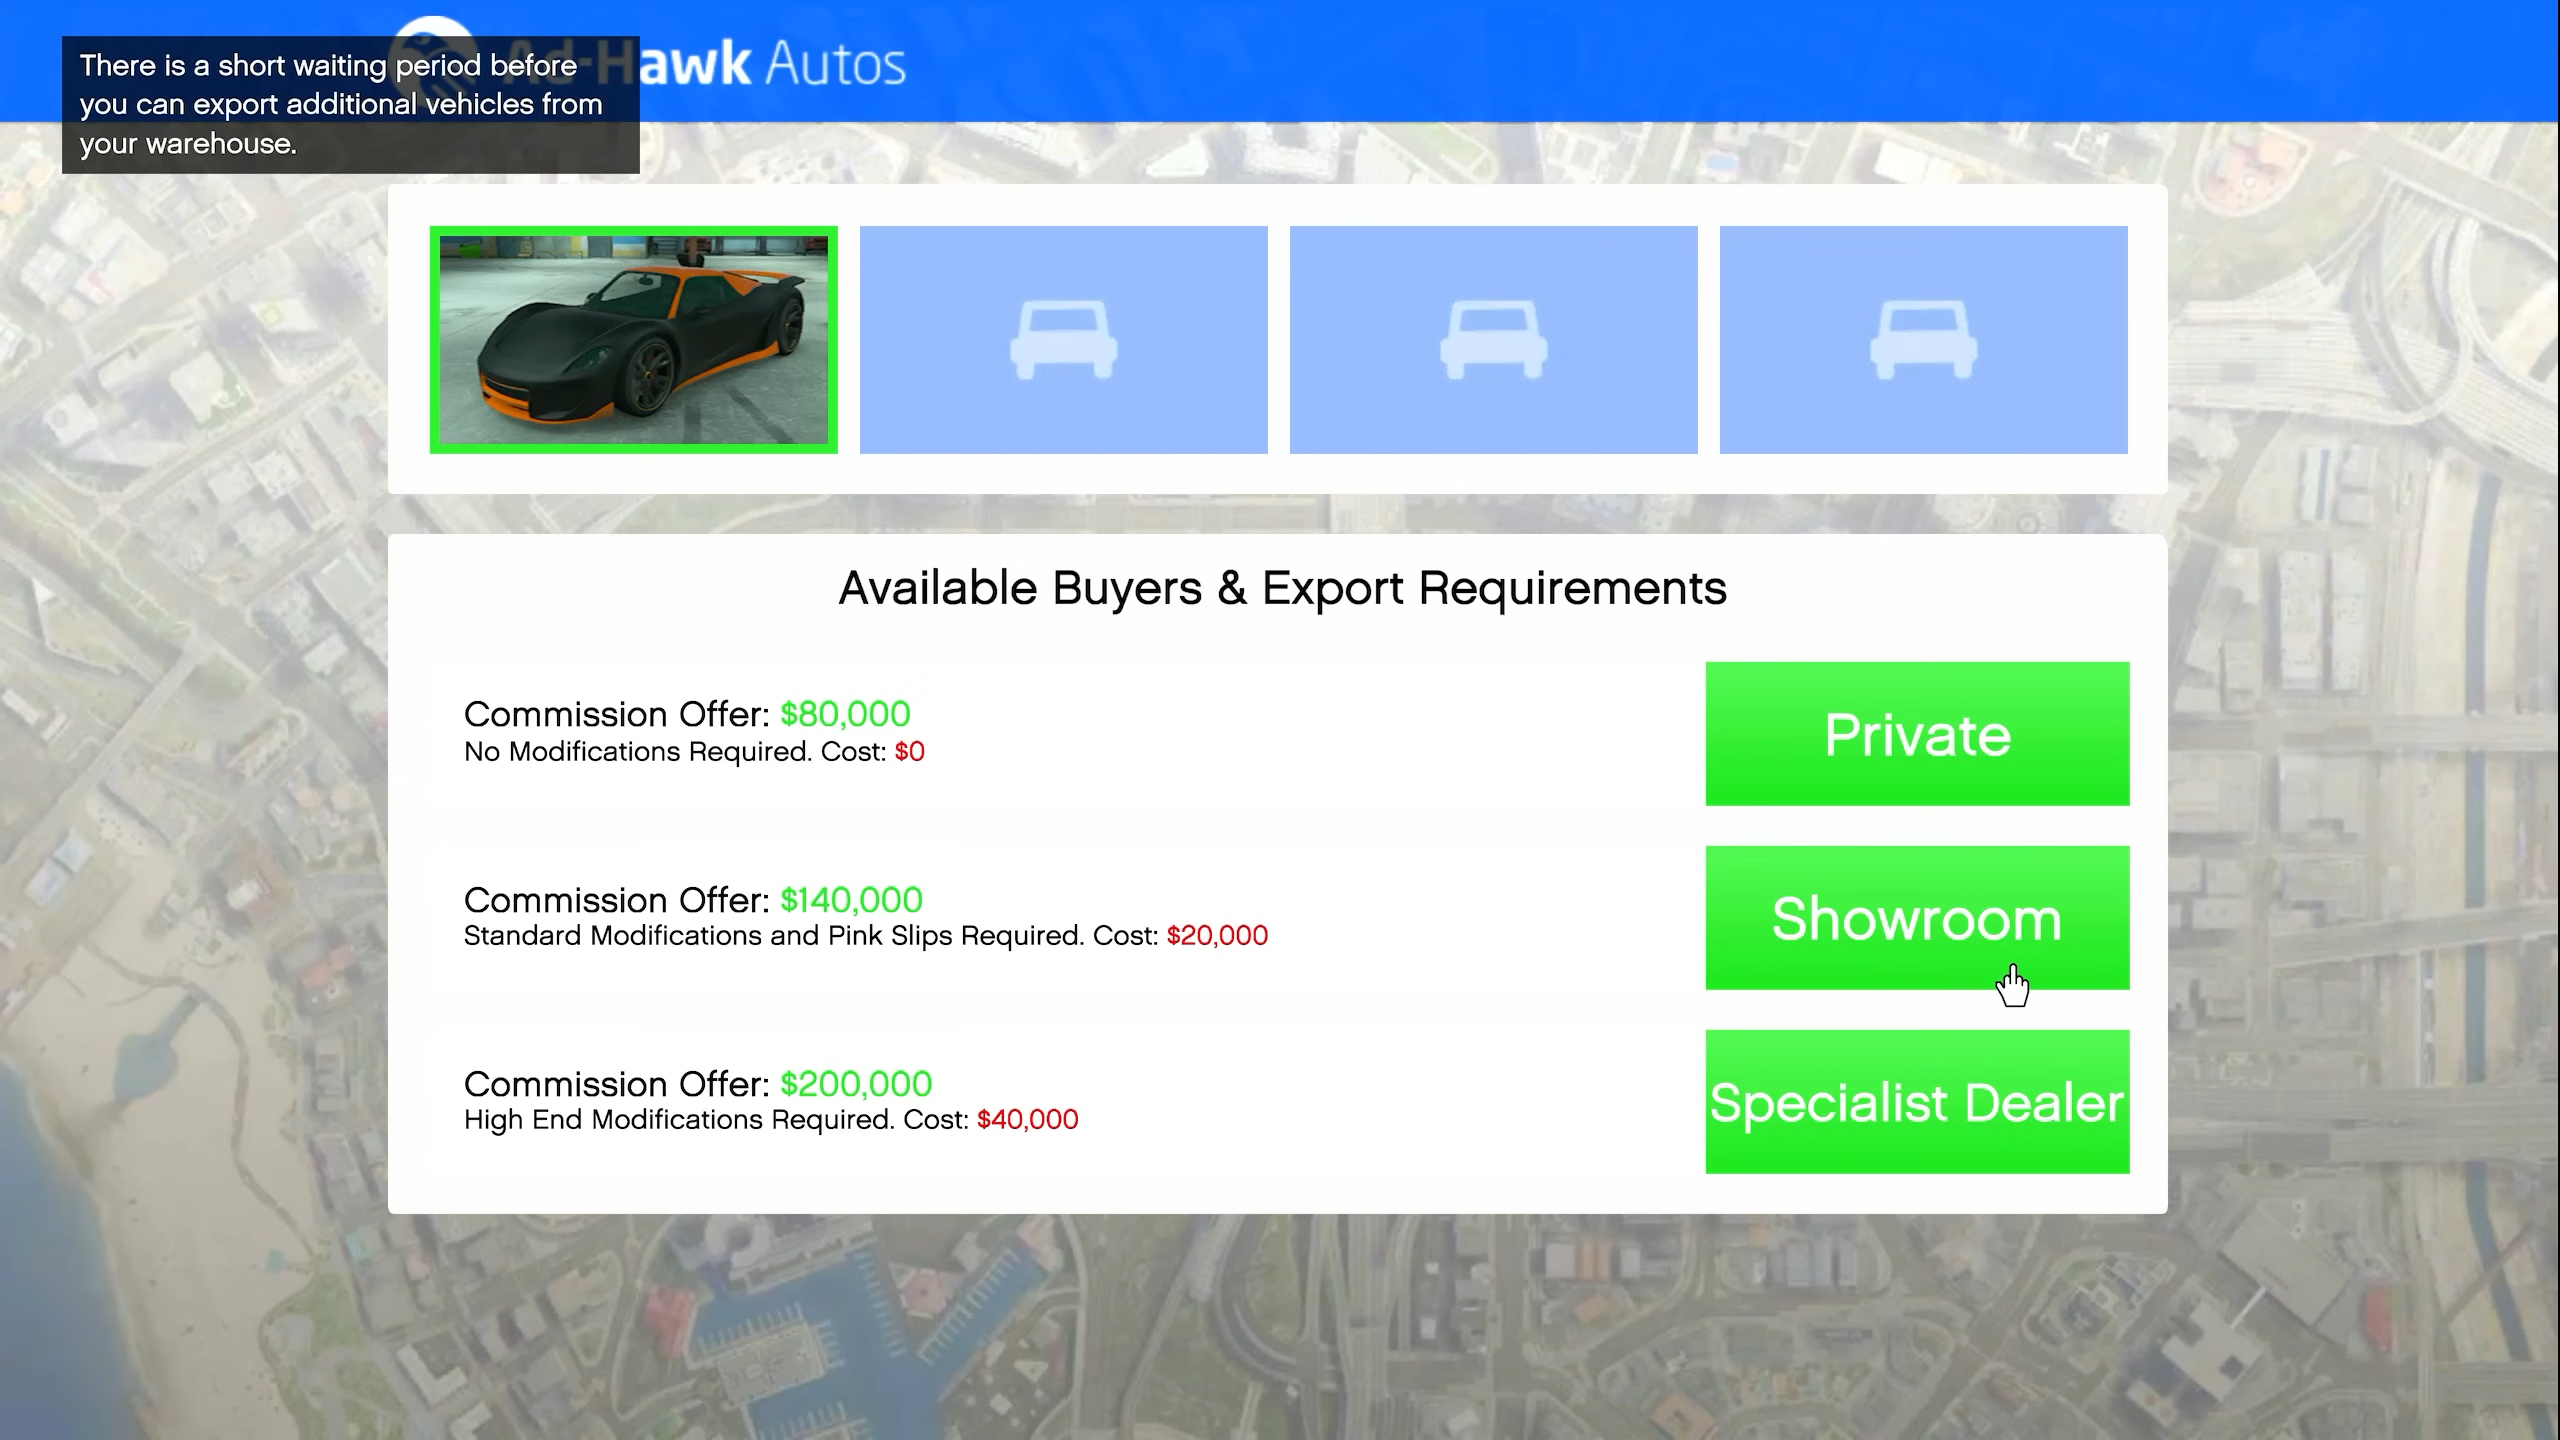 There is a short waiting period before
you can export additional vehicles from
your warehouse.
Ad-Hawk Autos
Available Buyers & Export Requirements
Commission Offer: $80,000
No Modifications Required. Cost: $0
Private
Commission Offer: $140,000
Standard Modifications and Pink Slips Required. Cost: $20,000
Showroom
Commission Offer: $200,000
High End Modifications Required. Cost: $40,000
Specialist Dealer